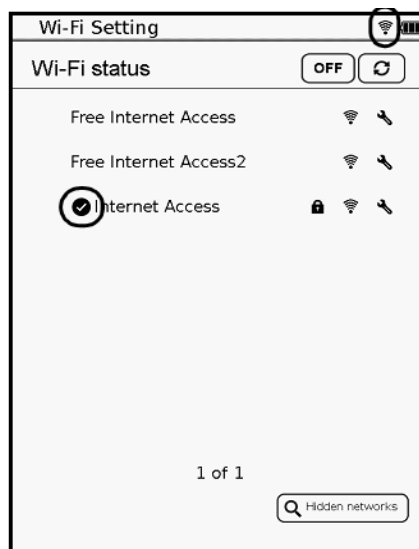 Wi-Fi Setting
Wi-Fi status OFF
Free Internet Access
Free Internet Access2
Internet Access
1 of 1
Hidden networks